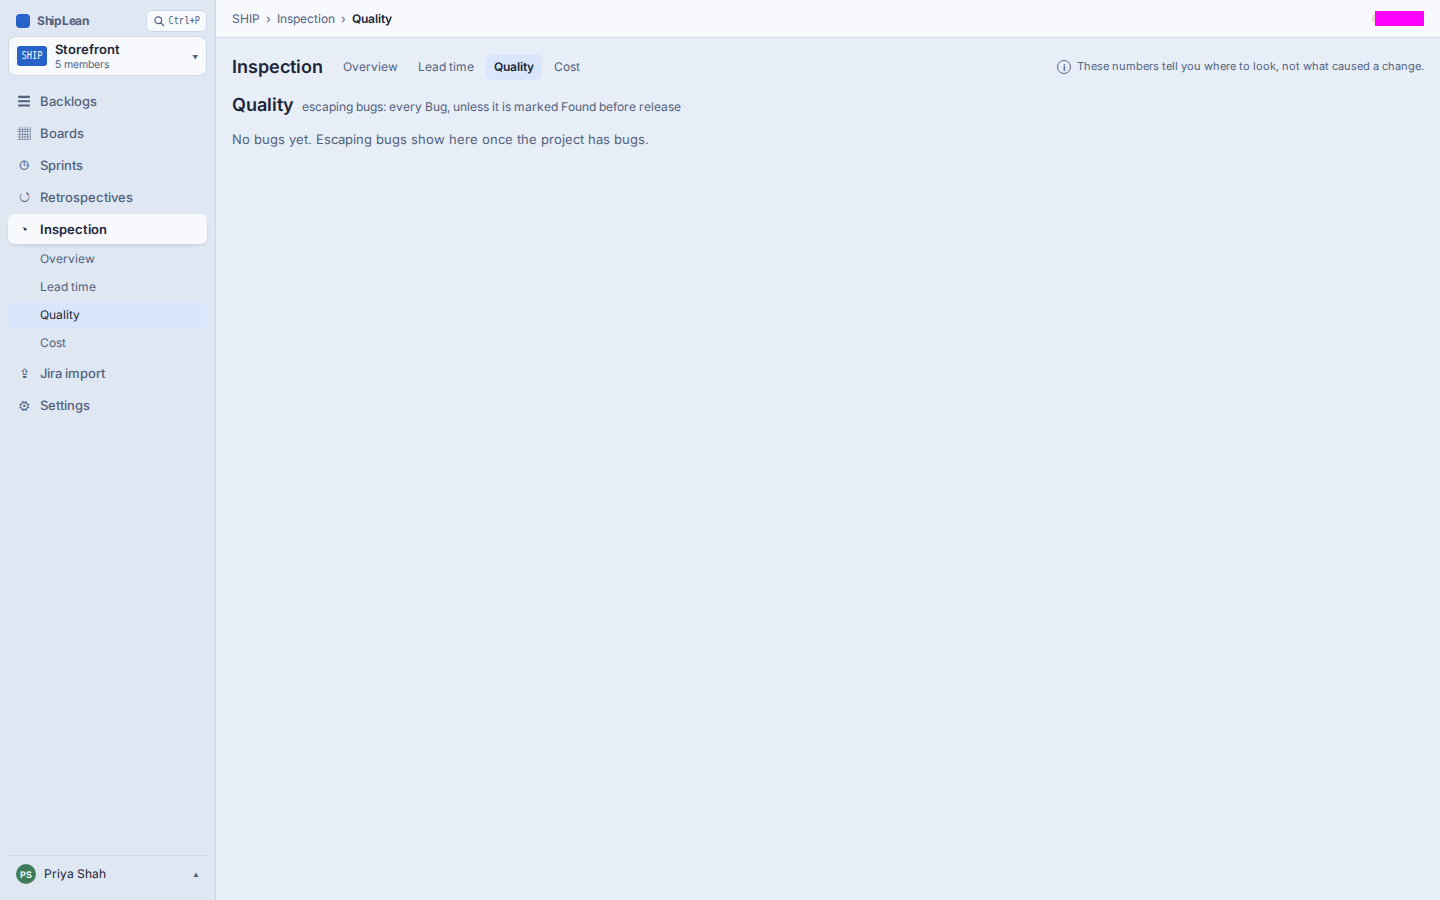 ShipLean
Ctrl+P
SHIP
Storefront
5 members
Backlogs
Boards
Sprints
Retrospectives
Inspection
Overview
Lead time
Quality
Cost
Jira import
Settings
PS Priya Shah
SHIP › Inspection › Quality
Inspection Overview Lead time Quality Cost
These numbers tell you where to look, not what caused a change.
Quality escaping bugs: every Bug, unless it is marked Found before release
No bugs yet. Escaping bugs show here once the project has bugs.